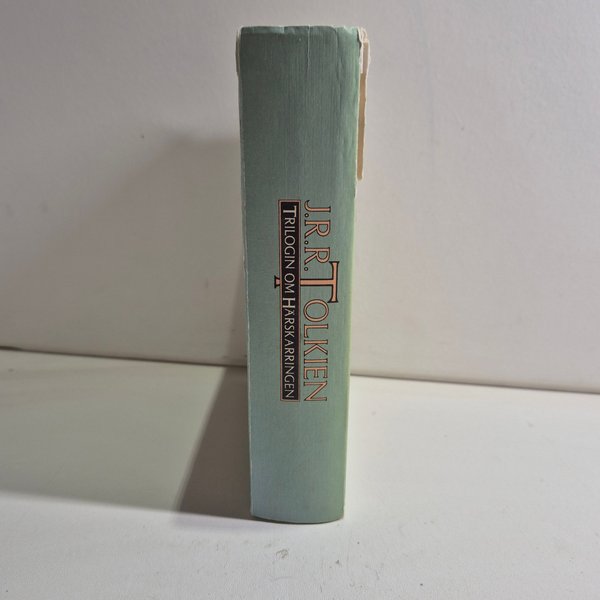 J.R.R. TOLKIEN
TRILOGIN OM HÄRSKARRINGEN